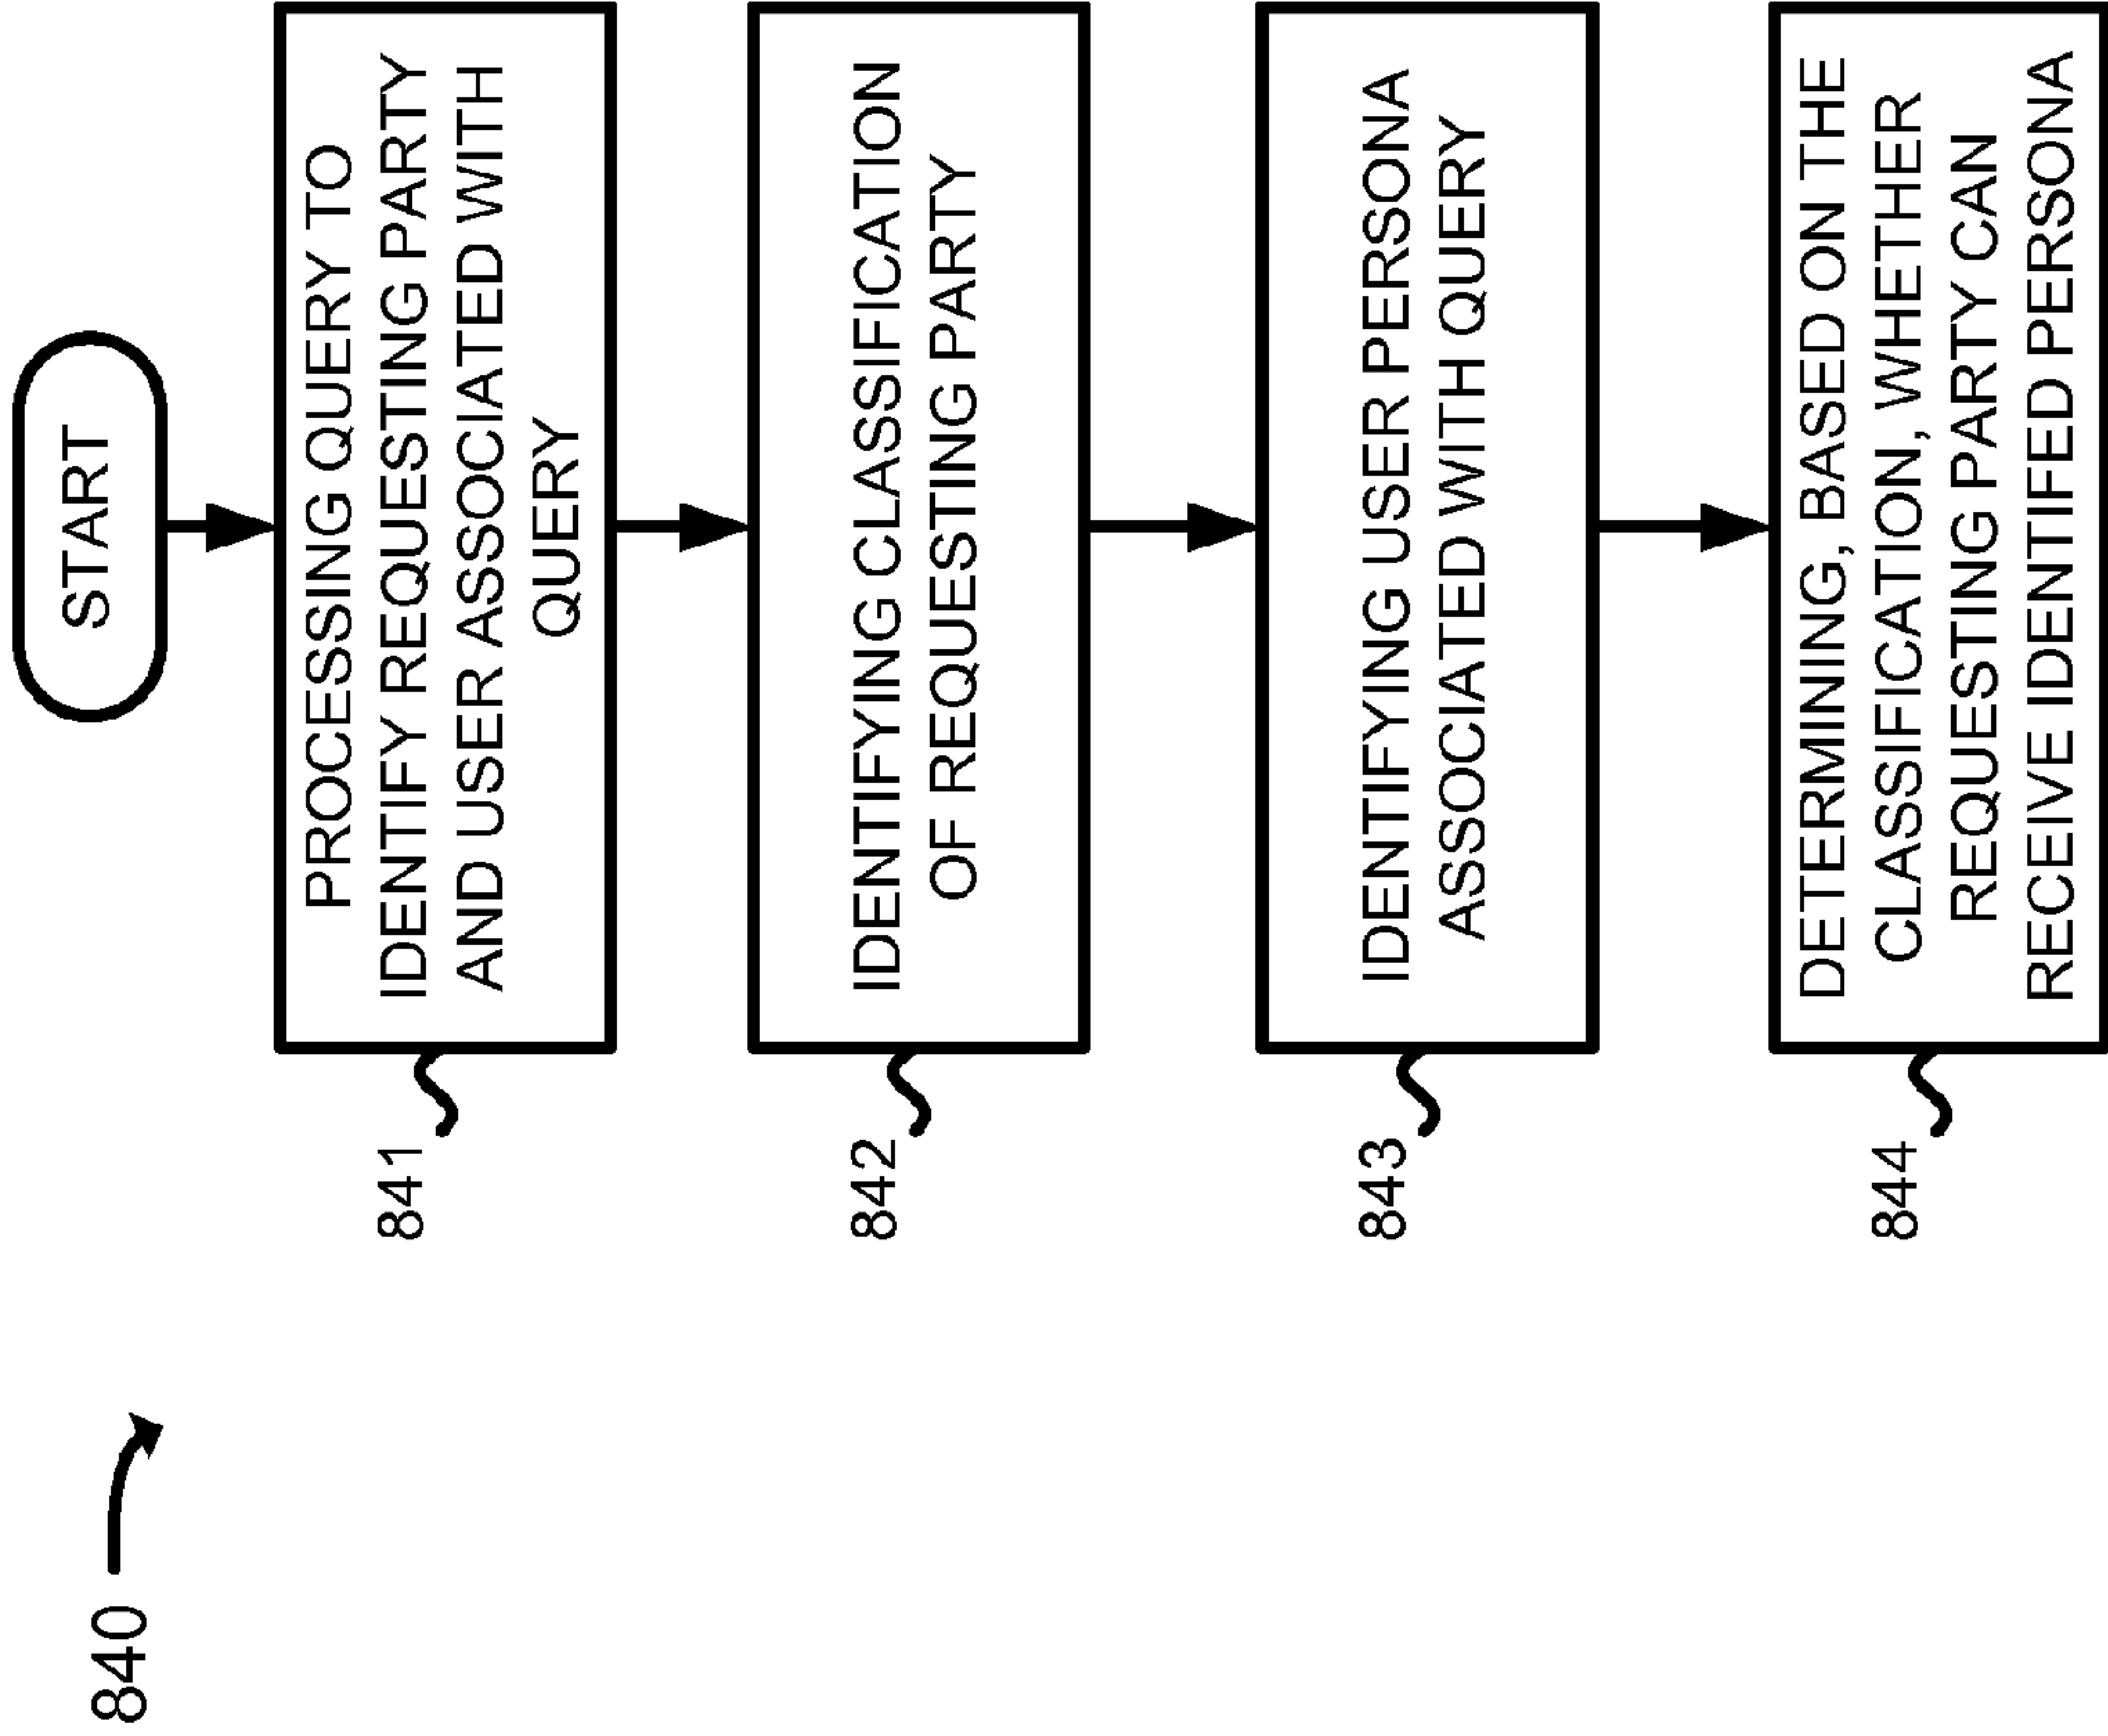 840
START
841
PROCESSING QUERY TO
IDENTIFY REQUESTING PARTY
AND USER ASSOCIATED WITH
QUERY
842
IDENTIFYING CLASSIFICATION
OF REQUESTING PARTY
843
IDENTIFYING USER PERSONA
ASSOCIATED WITH QUERY
844
DETERMINING, BASED ON THE
CLASSIFICATION, WHETHER
REQUESTING PARTY CAN
RECEIVE IDENTIFED PERSONA